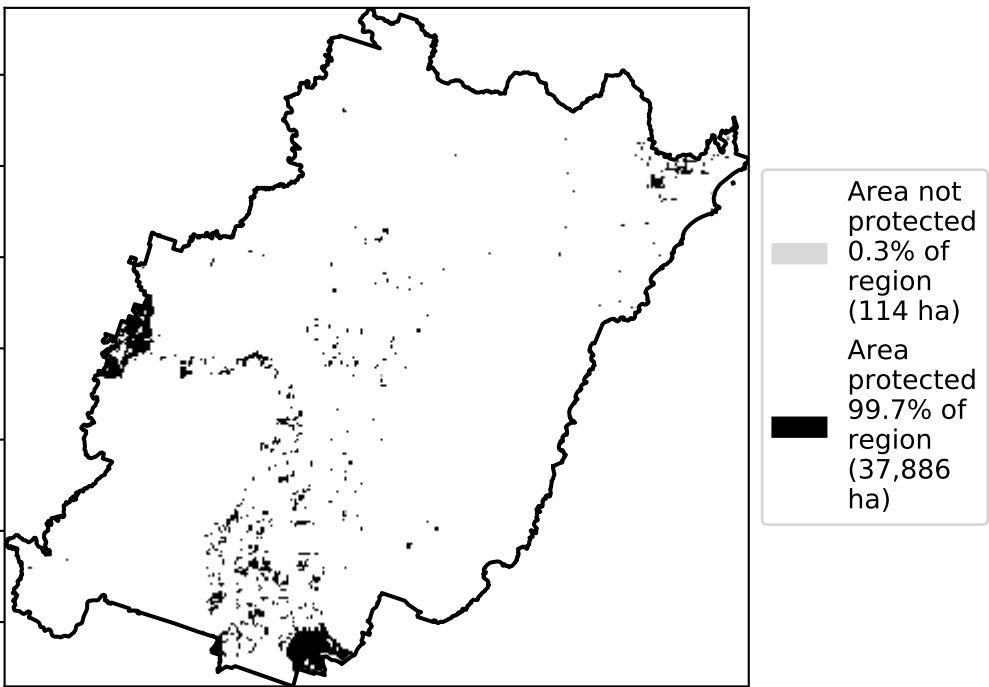 Area not
protected
0.3% of
region
(114 ha)
Area
protected
99.7% of
region
(37,886
ha)